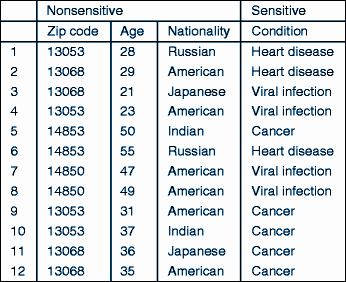 Nonsensitive Sensitive
Zip code Age Nationality Condition
1 13053 28 Russian Heart disease
2 13068 29 American Heart disease
3 13068 21 Japanese Viral infection
4 13053 23 American Viral infection
5 14853 50 Indian Cancer
6 14853 55 Russian Heart disease
7 14850 47 American Viral infection
8 14850 49 American Viral infection
9 13053 31 American Cancer
10 13053 37 Indian Cancer
11 13068 36 Japanese Cancer
12 13068 35 American Cancer